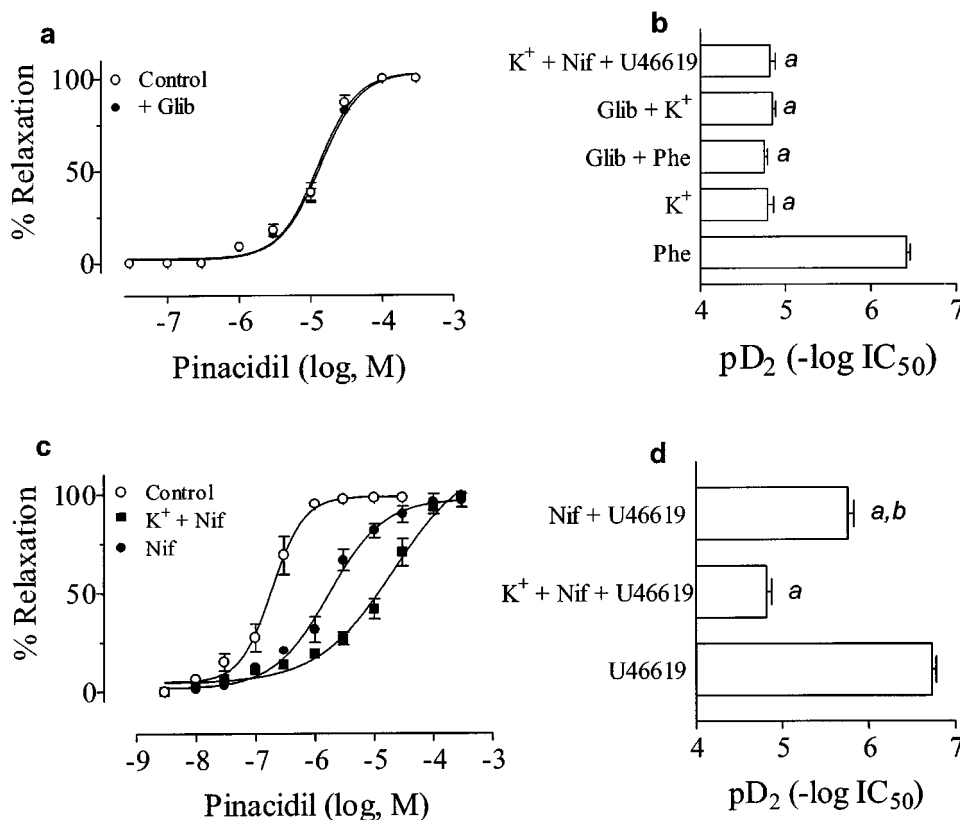 a
% Relaxation
100
50
0
Control
+ Glib
-7 -6 -5 -4 -3
Pinacidil (log, M)
b
K⁺ + Nif + U46619
a
Glib + K⁺
a
Glib + Phe
a
K⁺
a
Phe
4 5 6 7
pD₂ (-log IC₅₀)
c
% Relaxation
100
50
0
Control
K⁺ + Nif
Nif
-9 -8 -7 -6 -5 -4 -3
Pinacidil (log, M)
d
Nif + U46619
a,b
K⁺ + Nif + U46619
a
U46619
4 5 6 7
pD₂ (-log IC₅₀)